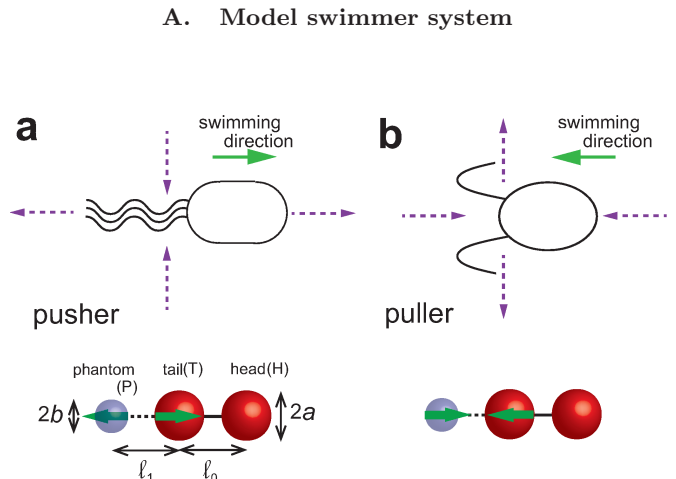 A. Model swimmer system
a
swimming
direction
b
swimming
direction
pusher
puller
phantom
(P)
tail(T)
head(H)
2b
2a
ℓ₁
ℓ₀